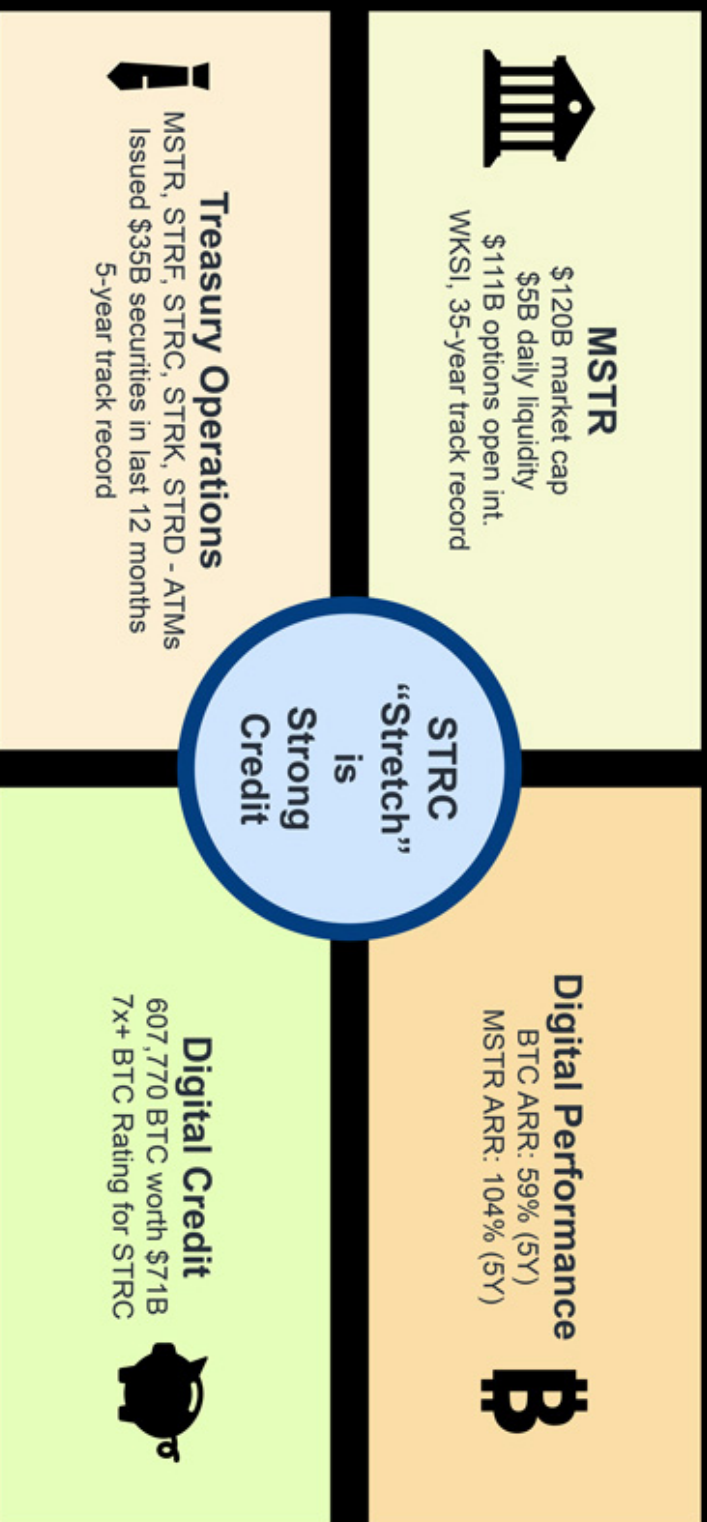 MSTR
$120B market cap
$5B daily liquidity
$111B options open int.
WKSI, 35-year track record
Digital Performance
BTC ARR: 59% (5Y)
MSTR ARR: 104% (5Y)
STRC
“Stretch”
is
Strong
Credit
Treasury Operations
MSTR, STRF, STRC, STRK, STRD - ATMs
Issued $35B securities in last 12 months
5-year track record
Digital Credit
607,770 BTC worth $71B
7x+ BTC Rating for STRC